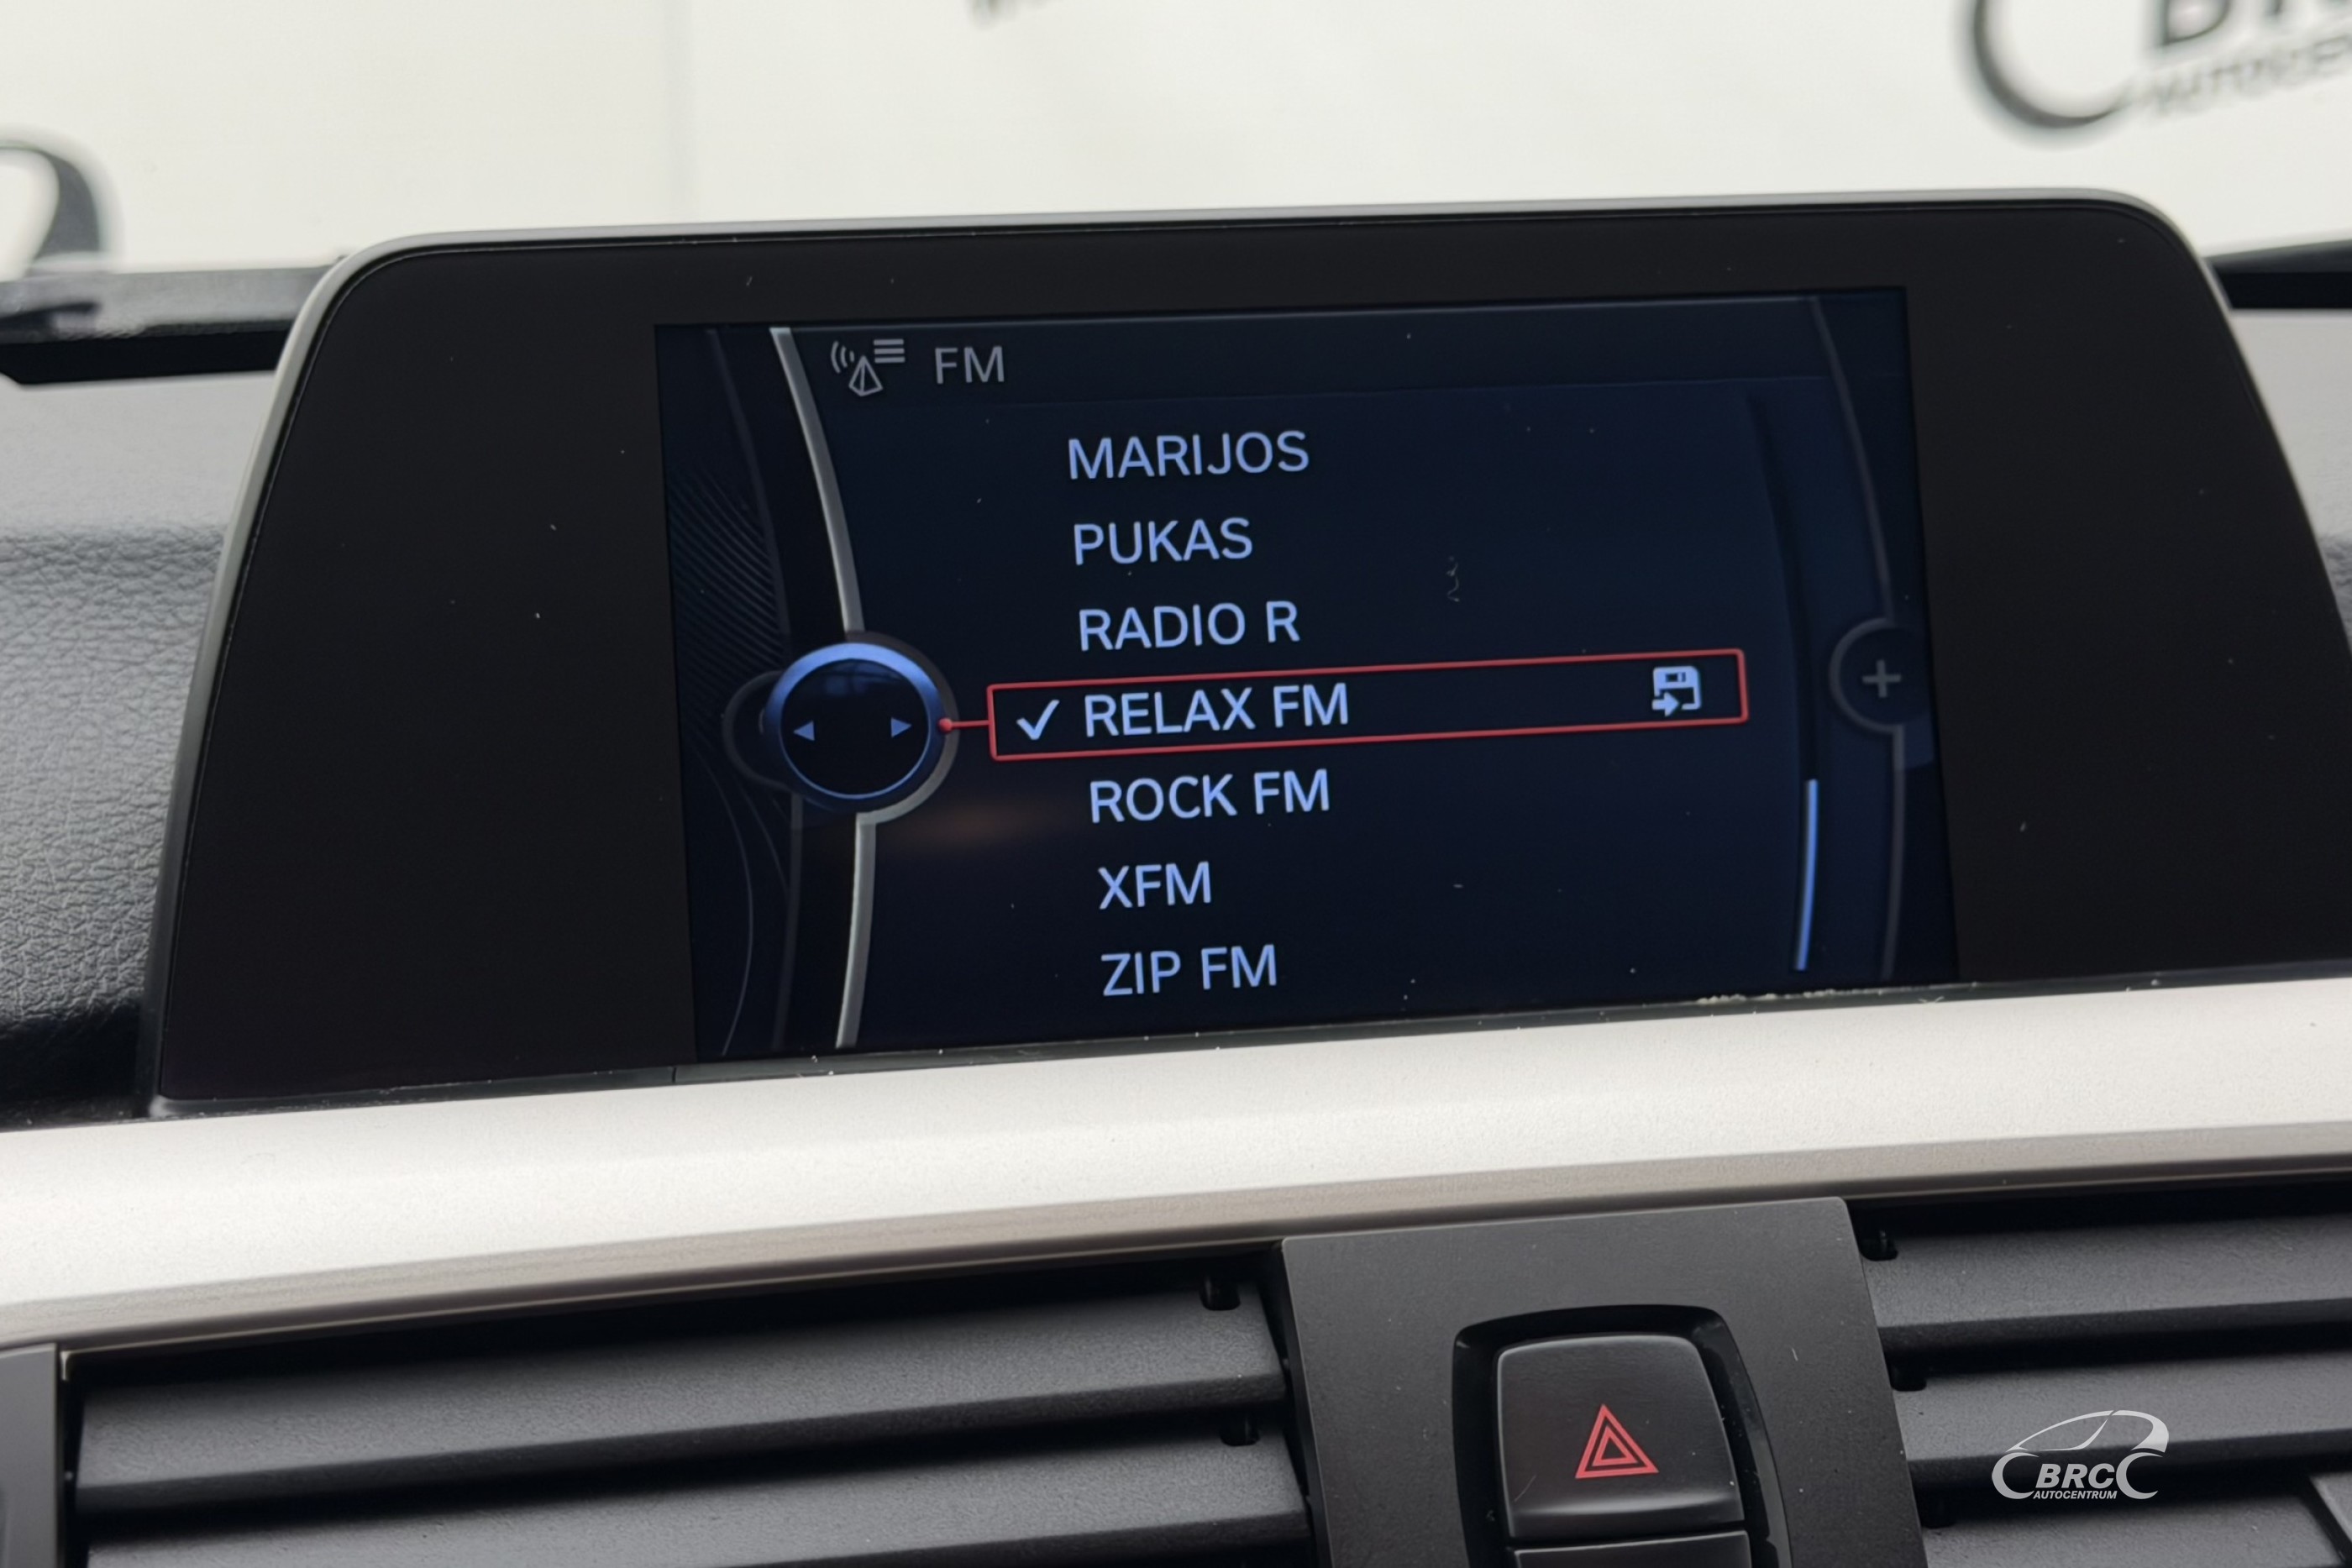 FM
MARIJOS
PUKAS
RADIO R
RELAX FM
ROCK FM
XFM
ZIP FM
BRC
AUTOCENTRUM